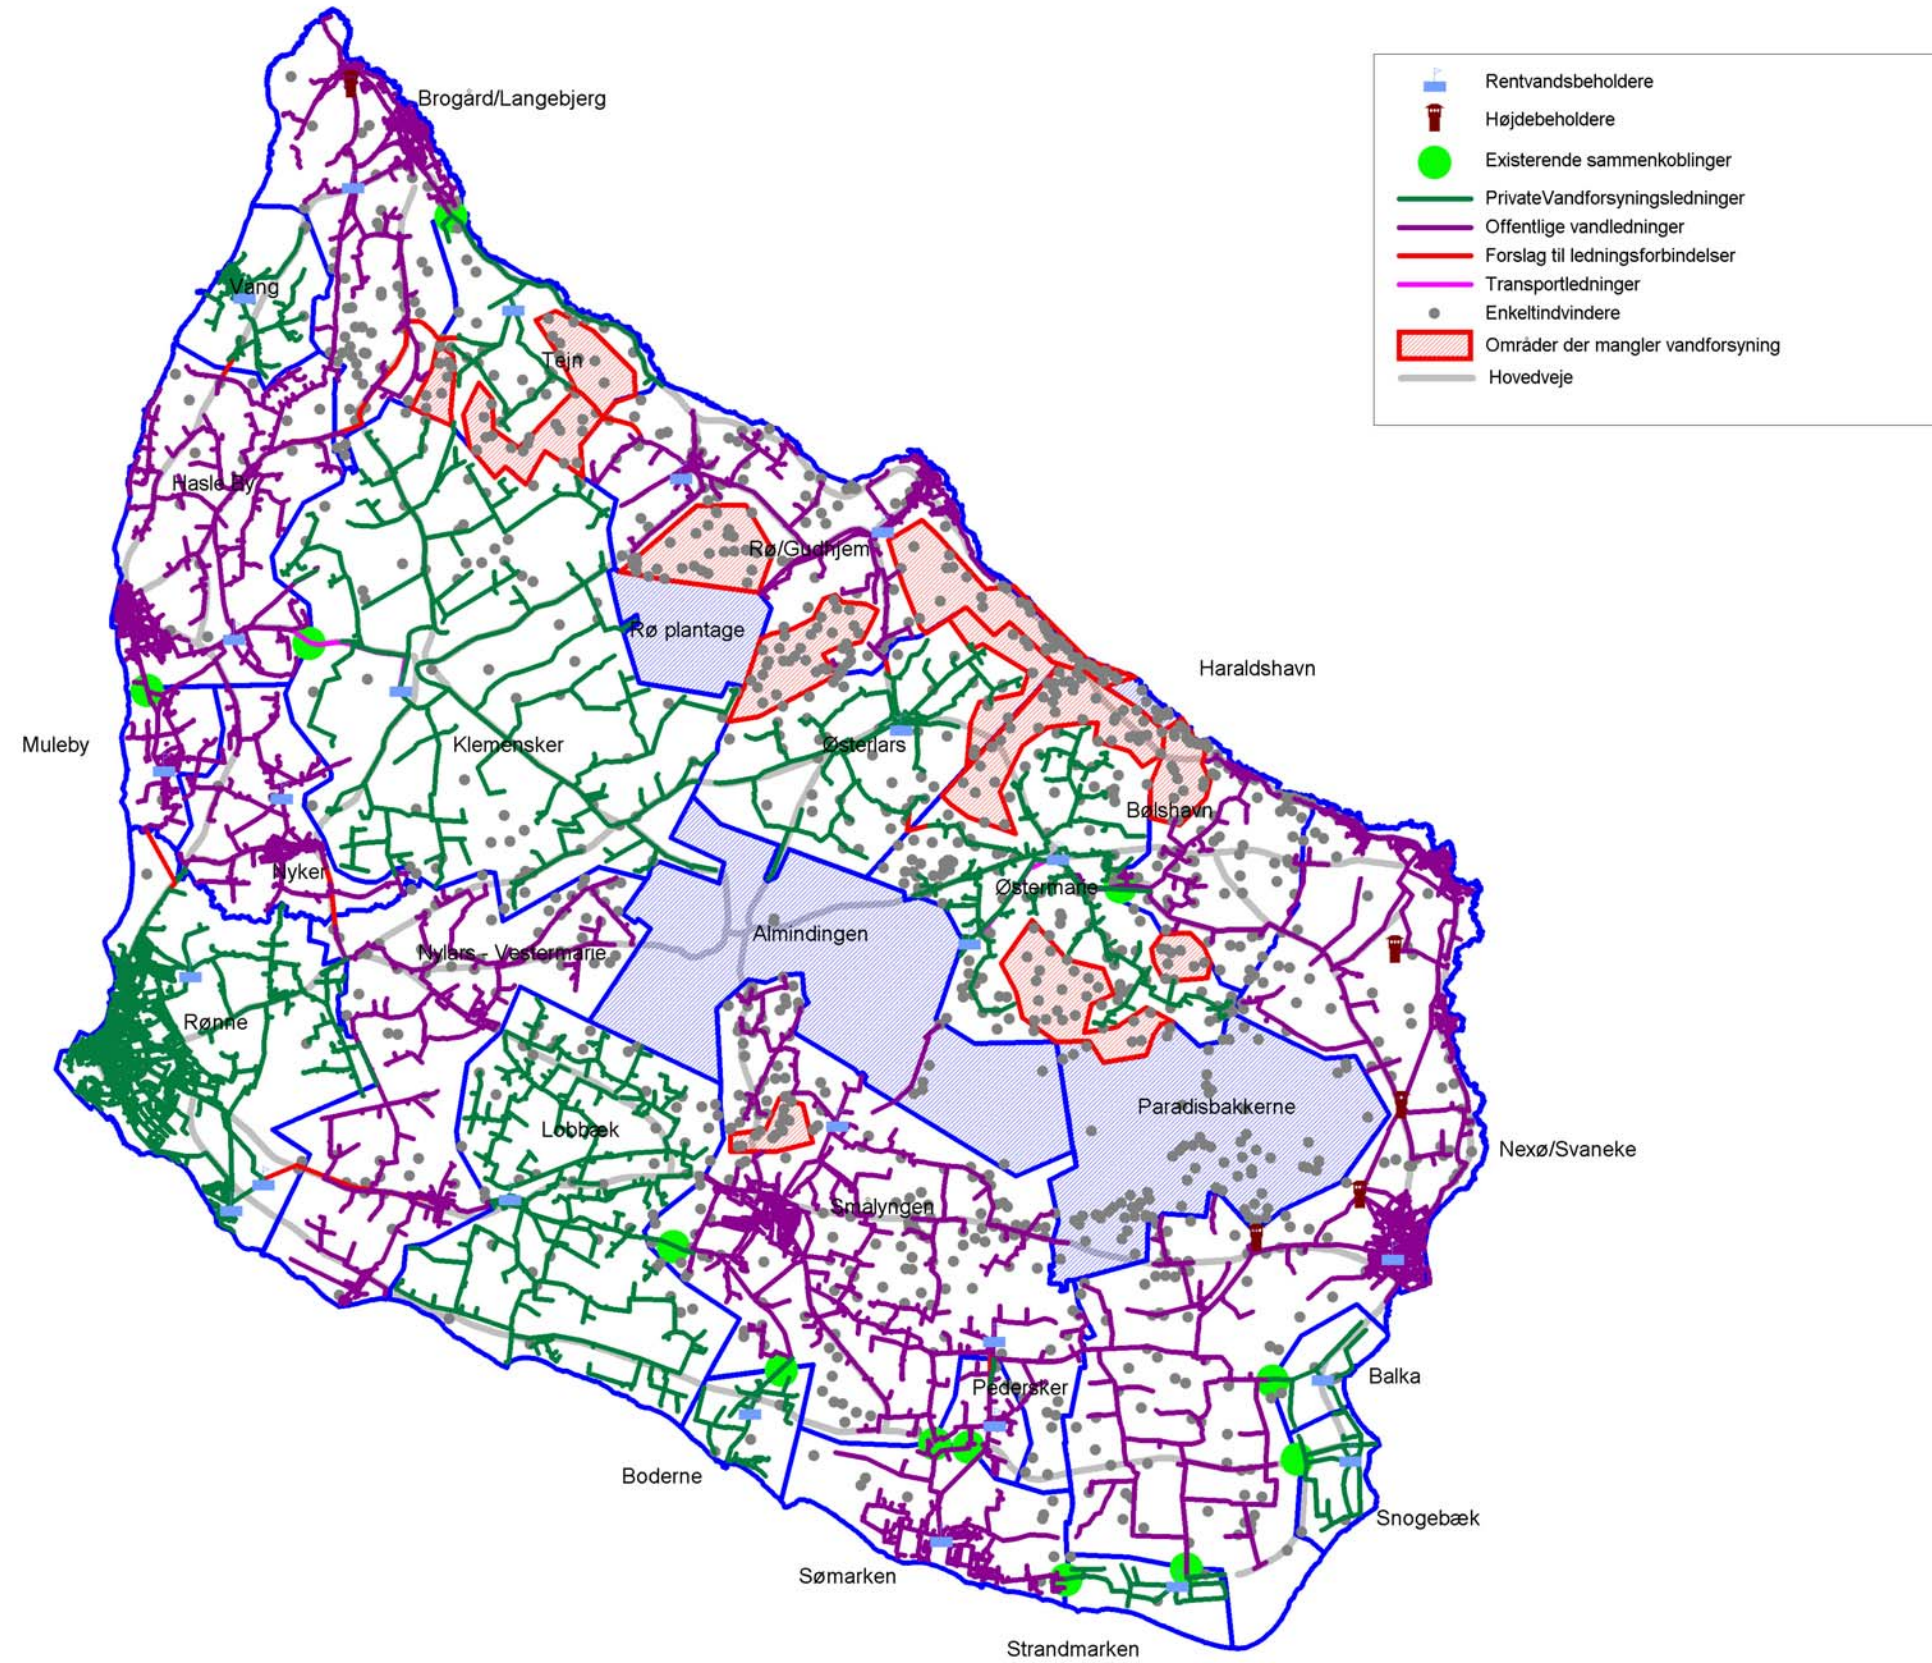 Brogård/Langebjerg
Rentvandsbeholdere
Højdebeholdere
Existerende sammenkoblinger
PrivateVandforsyningsledninger
Offentlige vandledninger
Forslag til ledningsforbindelser
Transportledninger
Enkeltindvindere
Områder der mangler vandforsyning
Hovedveje
Vang
Tejn
Hasle By
Rø/Gudhjem
Rø plantage
Haraldshavn
Muleby
Klemensker
Østerlars
Bølshavn
Nyker
Østermarie
Almindingen
Nylars - Vestermarie
Rønne
Paradisbakkerne
Lobbæk
Nexø/Svaneke
Smålyngen
Balka
Pedersker
Boderne
Snogebæk
Sømarken
Strandmarken